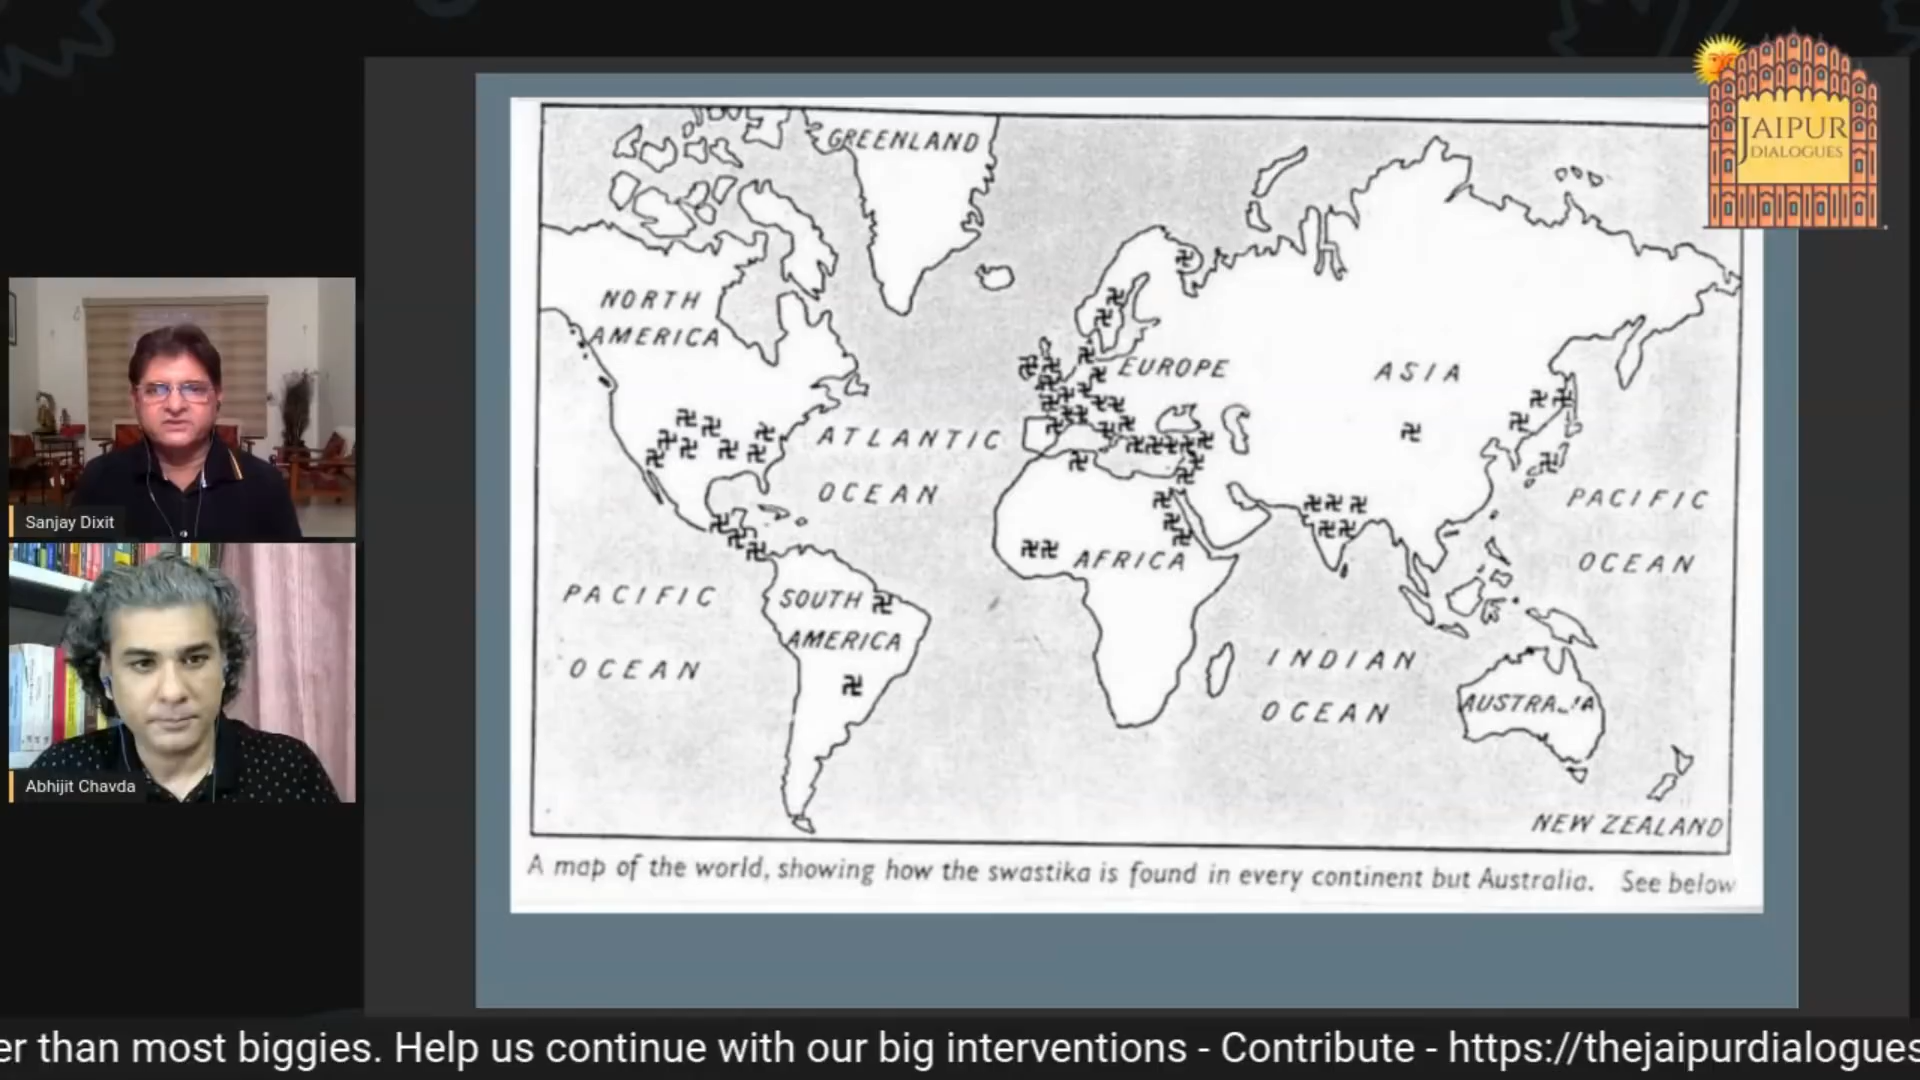 JAIPUR
DIALOGUES
GREENLAND
NORTH
AMERICA
EUROPE
ASIA
ATLANTIC
OCEAN
PACIFIC
OCEAN
AFRICA
PACIFIC
OCEAN
SOUTH
AMERICA
INDIAN
OCEAN
AUSTRALIA
NEW ZEALAND
A map of the world, showing how the swastika is found in every continent but Australia. See below
Sanjay Dixit
Abhijit Chavda
er than most biggies. Help us continue with our big interventions - Contribute - https://thejaipurdialogues